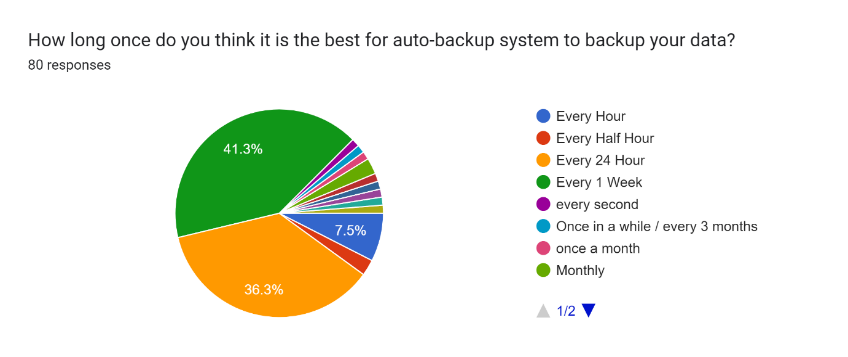 How long once do you think it is the best for auto-backup system to backup your data?
80 responses
41.3%
7.5%
36.3%
Every Hour
Every Half Hour
Every 24 Hour
Every 1 Week
every second
Once in a while / every 3 months
once a month
Monthly
1/2